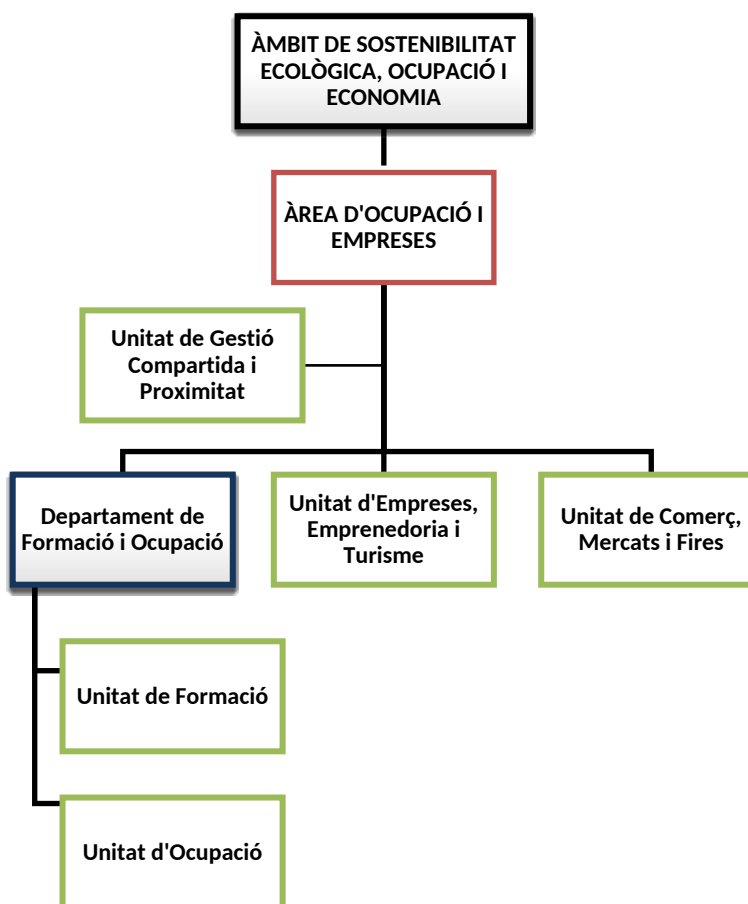 ÀMBIT DE SOSTENIBILITAT
ECOLÒGICA, OCUPACIÓ I
ECONOMIA
ÀREA D'OCUPACIÓ I
EMPRESES
Unitat de Gestió
Compartida i
Proximitat
Departament de
Formació i Ocupació
Unitat d'Empreses,
Emprenedoria i
Turisme
Unitat de Comerç,
Mercats i Fires
Unitat de Formació
Unitat d'Ocupació